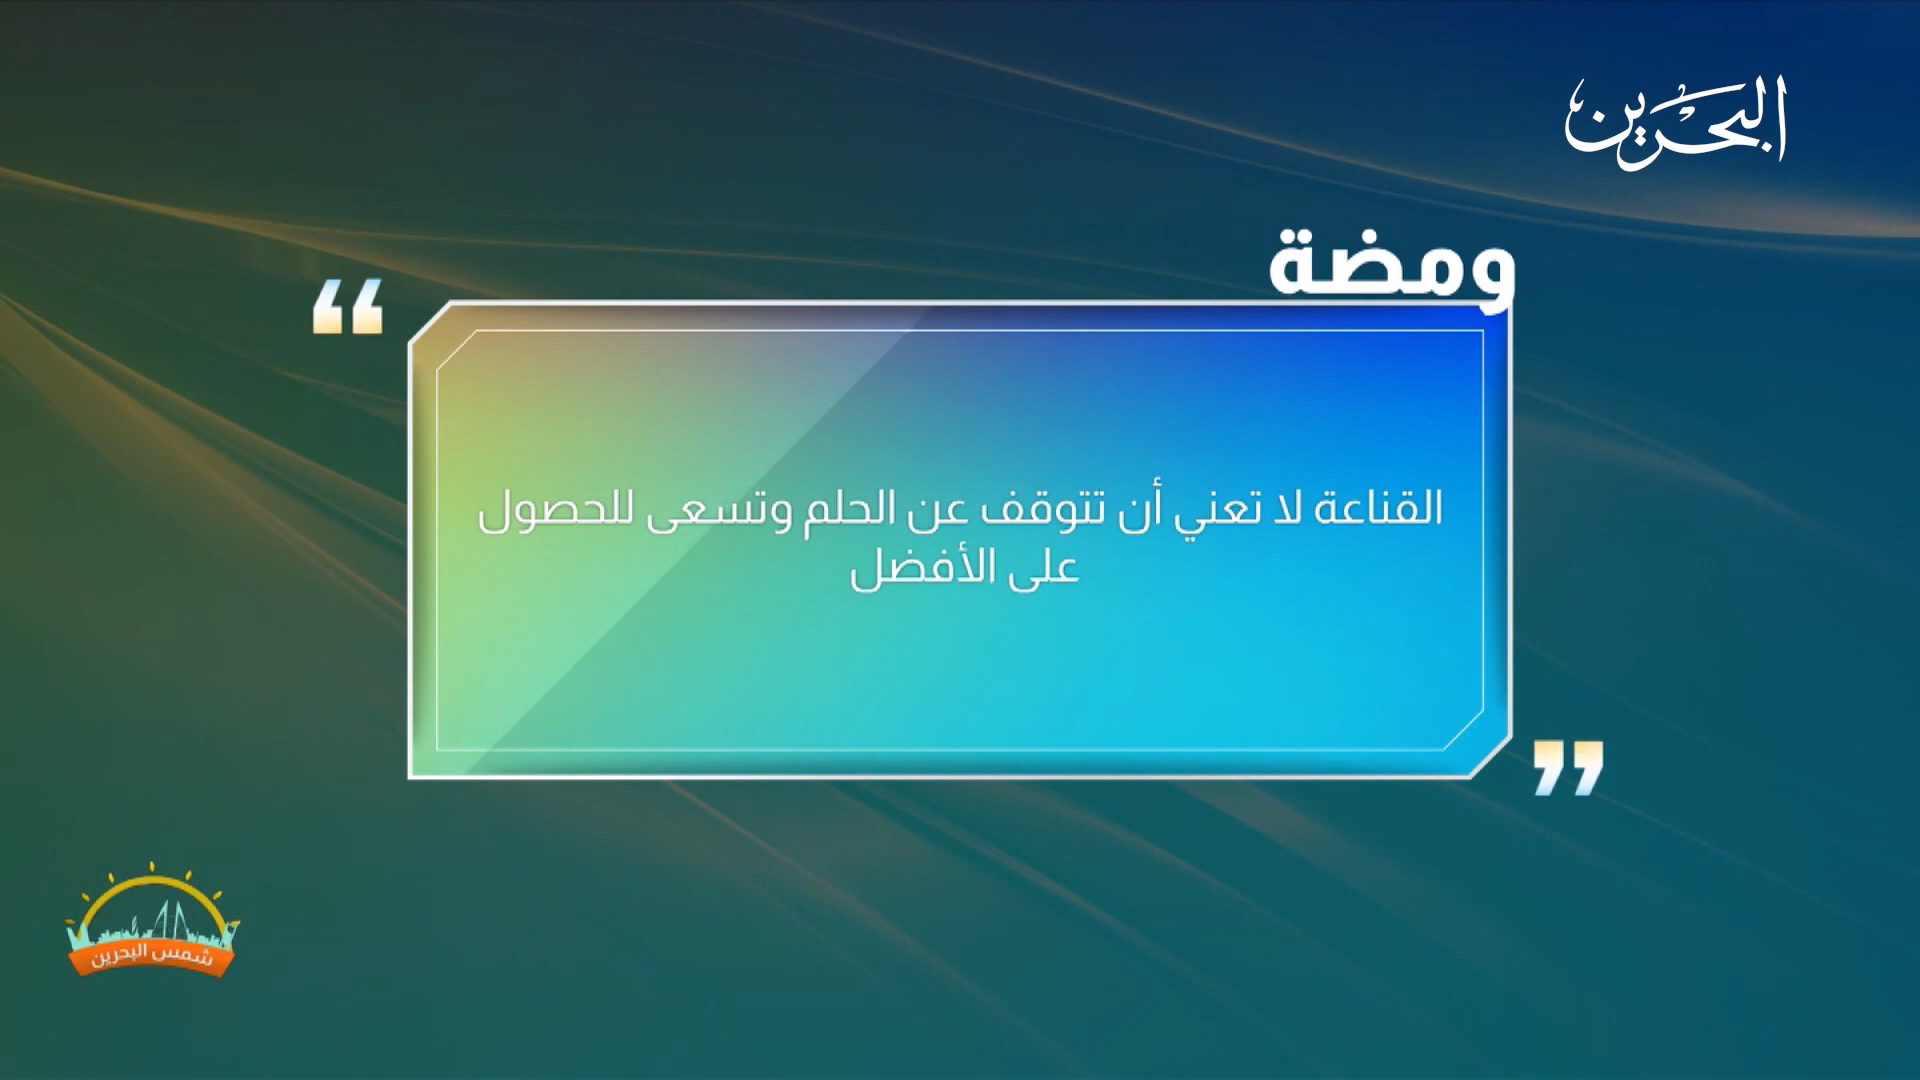 البحرين
ومضة
القناعة لا تعني أن تتوقف عن الحلم وتسعى للحصول
على الأفضل
شمس البحرين